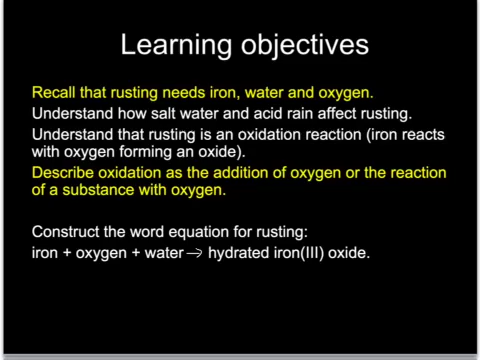 Learning objectives
Recall that rusting needs iron, water and oxygen.
Understand how salt water and acid rain affect rusting.
Understand that rusting is an oxidation reaction (iron reacts
with oxygen forming an oxide).
Describe oxidation as the addition of oxygen or the reaction
of a substance with oxygen.
Construct the word equation for rusting:
iron + oxygen + water → hydrated iron(III) oxide.